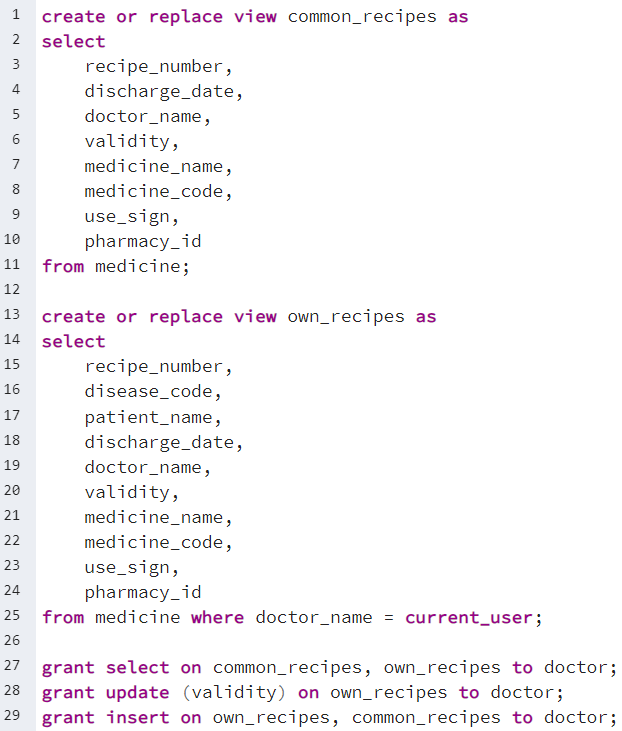 1 create or replace view common_recipes as
2 select
3 recipe_number,
4 discharge_date,
5 doctor_name,
6 validity,
7 medicine_name,
8 medicine_code,
9 use_sign,
10 pharmacy_id
11 from medicine;
12
13 create or replace view own_recipes as
14 select
15 recipe_number,
16 disease_code,
17 patient_name,
18 discharge_date,
19 doctor_name,
20 validity,
21 medicine_name,
22 medicine_code,
23 use_sign,
24 pharmacy_id
25 from medicine where doctor_name = current_user;
26
27 grant select on common_recipes, own_recipes to doctor;
28 grant update (validity) on own_recipes to doctor;
29 grant insert on own_recipes, common_recipes to doctor;